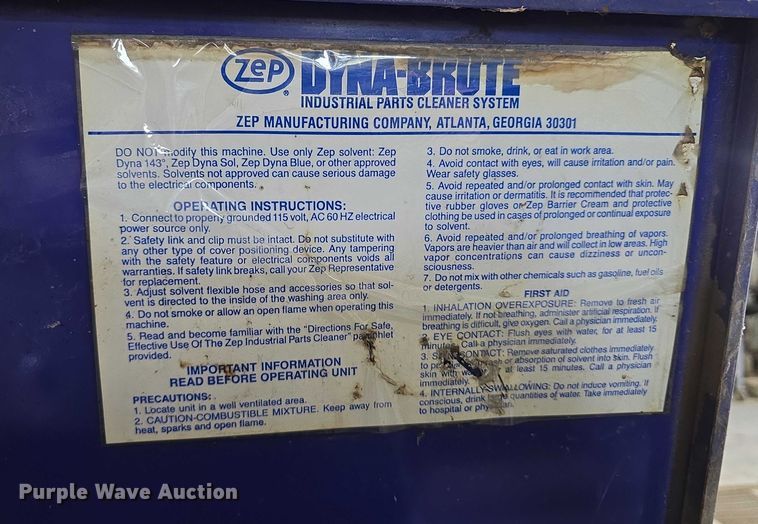 ZEP
DYNA-BRUTE
INDUSTRIAL PARTS CLEANER SYSTEM
ZEP MANUFACTURING COMPANY, ATLANTA, GEORGIA 30301
DO NOT modify this machine. Use only Zep solvent: Zep
Dyna 143°, Zep Dyna Sol, Zep Dyna Blue, or other approved
solvents. Solvents not approved can cause serious damage
to the electrical components.
OPERATING INSTRUCTIONS:
1. Connect to properly grounded 115 volt, AC 60 HZ electrical
power source only.
2. Safety link and clip must be intact. Do not substitute with
any other type of cover positioning device. Any tampering
with the safety feature or electrical components voids all
warranties. If safety link breaks, call your Zep Representative
for replacement.
3. Adjust solvent flexible hose and accessories so that sol-
vent is directed to the inside of the washing area only.
4. Do not smoke or allow an open flame when operating this
machine.
5. Read and become familiar with the "Directions For Safe,
Effective Use Of The Zep Industrial Parts Cleaner" pamphlet
provided.
IMPORTANT INFORMATION
READ BEFORE OPERATING UNIT
PRECAUTIONS:
1. Locate unit in a well ventilated area.
2. CAUTION-COMBUSTIBLE MIXTURE. Keep away from
heat, sparks and open flame.
3. Do not smoke, drink, or eat in work area.
4. Avoid contact with eyes, will cause irritation and/or pain.
Wear safety glasses.
5. Avoid repeated and/or prolonged contact with skin. May
cause irritation or dermatitis. It is recommended that protec-
tive rubber gloves or Zep Barrier Cream and protective
clothing be used in cases of prolonged or continual exposure
to solvent.
6. Avoid repeated and/or prolonged breathing of vapors.
Vapors are heavier than air and will collect in low areas. High
vapor concentrations can cause dizziness or uncon-
sciousness.
7. Do not mix with other chemicals such as gasoline, fuel oils
or detergents.
FIRST AID
1. INHALATION OVEREXPOSURE: Remove to fresh air
immediately. If not breathing, administer artificial respiration. If
breathing is difficult, give oxygen. Call a physician immediately.
2. EYE CONTACT: Flush eyes with water, for at least 15
minutes. Call a physician immediately.
3. CONTACT: Remove saturated clothes immediately
to or absorption of solvent into skin. Flush
skin with at least 15 minutes. Call a physician
immediately.
4. INTERNALLY-SWALLOWING: Do not induce vomiting. If
conscious, drink quantities of water. Take immediately
to hospital or physician.
Purple Wave Auction